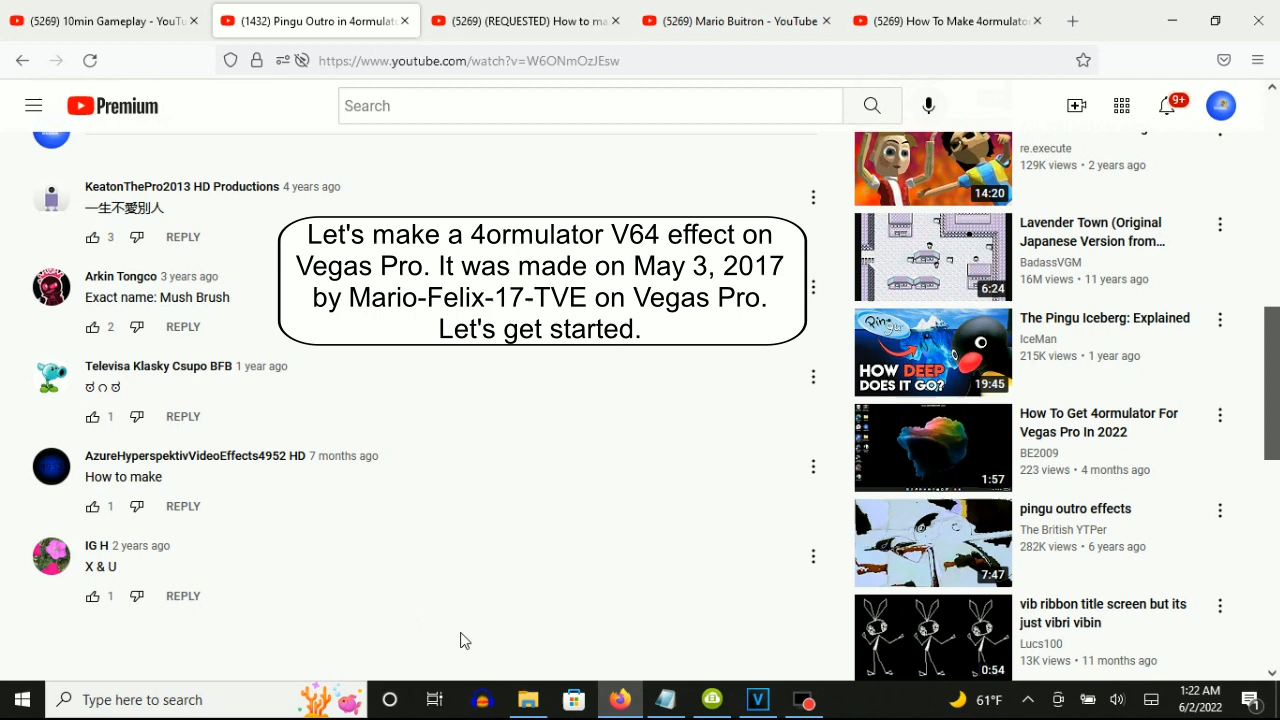 (5269) 10min Gameplay - YouTu
(1432) Pingu Outro in 4ormulat
(5269) (REQUESTED) How to ma
(5269) Mario Buitron - YouTube
(5269) How To Make 4ormulato
https://www.youtube.com/watch?v=W6ONmOzJEsw
Premium
Search
9+
KeatonThePro2013 HD Productions 4 years ago
一生不愛別人
3 REPLY
Arkin Tongco 3 years ago
Exact name: Mush Brush
2 REPLY
Televisa Klasky Csupo BFB 1 year ago
ಠ ∩ ಠ
1 REPLY
AzureHyperspektivVideoEffects4952 HD 7 months ago
How to make
1 REPLY
IG H 2 years ago
X & U
1 REPLY
Let's make a 4ormulator V64 effect on
Vegas Pro. It was made on May 3, 2017
by Mario-Felix-17-TVE on Vegas Pro.
Let's get started.
14:20
re.execute
129K views • 2 years ago
6:24
Lavender Town (Original
Japanese Version from...
BadassVGM
16M views • 11 years ago
Pingu
HOW DEEP
DOES IT GO?
19:45
The Pingu Iceberg: Explained
IceMan
215K views • 1 year ago
1:57
How To Get 4ormulator For
Vegas Pro In 2022
BE2009
223 views • 4 months ago
7:47
pingu outro effects
The British YTPer
282K views • 6 years ago
0:54
vib ribbon title screen but its
just vibri vibin
Lucs100
13K views • 11 months ago
Type here to search
V
61°F
1:22 AM
6/2/2022
1